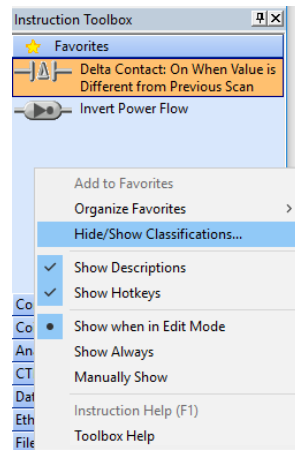 Instruction Toolbox
Favorites
Delta Contact: On When Value is
Different from Previous Scan
Invert Power Flow
Add to Favorites
Organize Favorites
Hide/Show Classifications...
Show Descriptions
Show Hotkeys
Show when in Edit Mode
Show Always
Manually Show
Instruction Help (F1)
Toolbox Help
Co
Co
An
CT
Dat
Eth
File